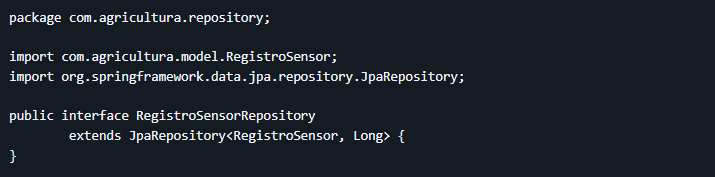 package com.agricultura.repository;
import com.agricultura.model.RegistroSensor;
import org.springframework.data.jpa.repository.JpaRepository;
public interface RegistroSensorRepository
        extends JpaRepository<RegistroSensor, Long> {
}